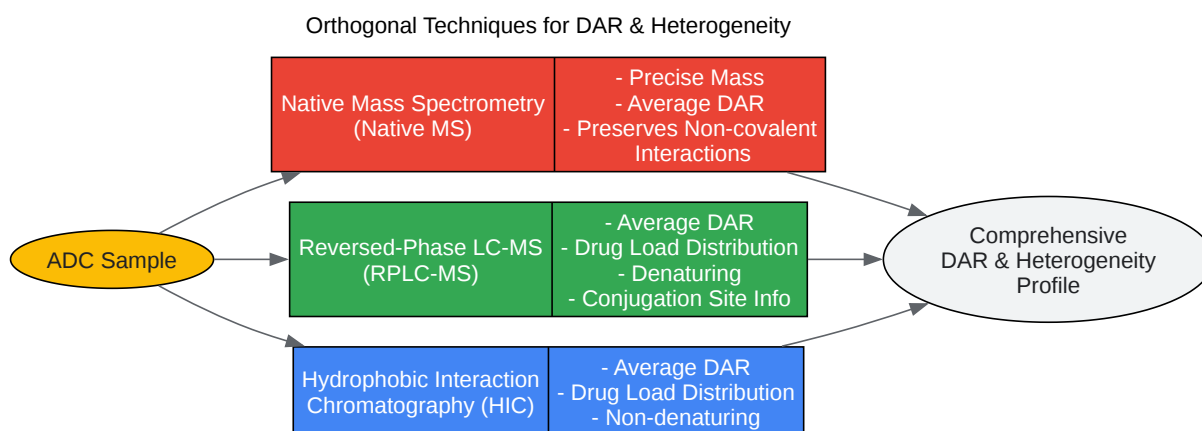 Orthogonal Techniques for DAR & Heterogeneity
Native Mass Spectrometry
(Native MS)
- Precise Mass
- Average DAR
- Preserves Non-covalent
Interactions
ADC Sample
Reversed-Phase LC-MS
(RPLC-MS)
- Average DAR
- Drug Load Distribution
- Denaturing
- Conjugation Site Info
Comprehensive
DAR & Heterogeneity
Profile
Hydrophobic Interaction
Chromatography (HIC)
- Average DAR
- Drug Load Distribution
- Non-denaturing